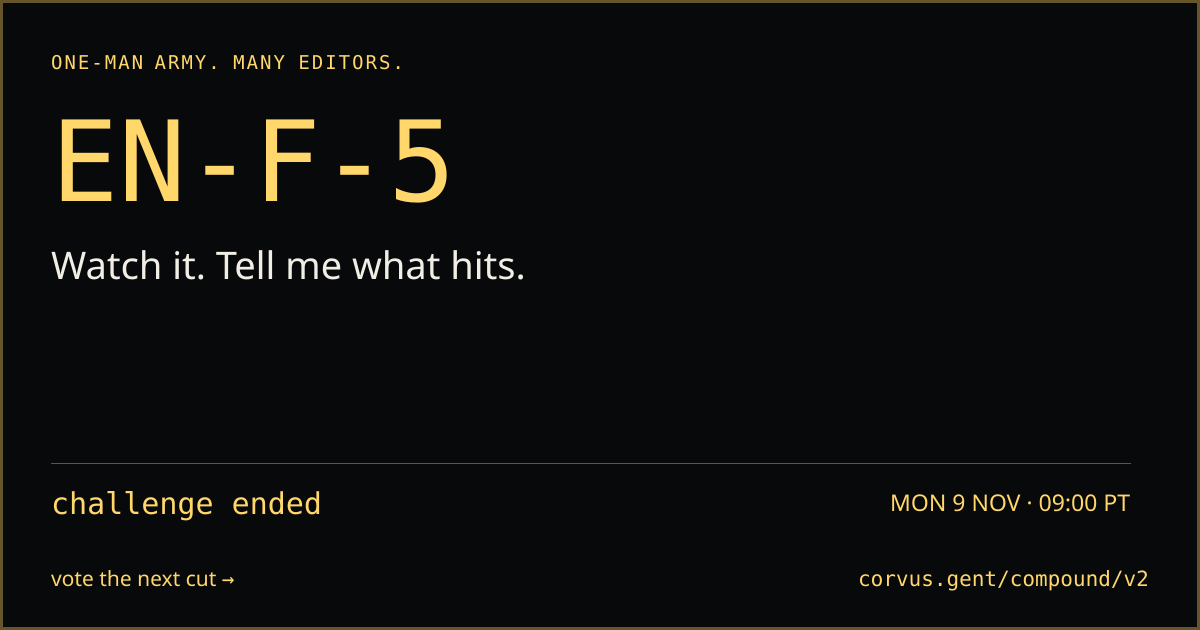 ONE-MAN ARMY. MANY EDITORS.
EN-F-5
Watch it. Tell me what hits.
challenge ended
MON 9 NOV · 09:00 PT
vote the next cut →
corvus.gent/compound/v2